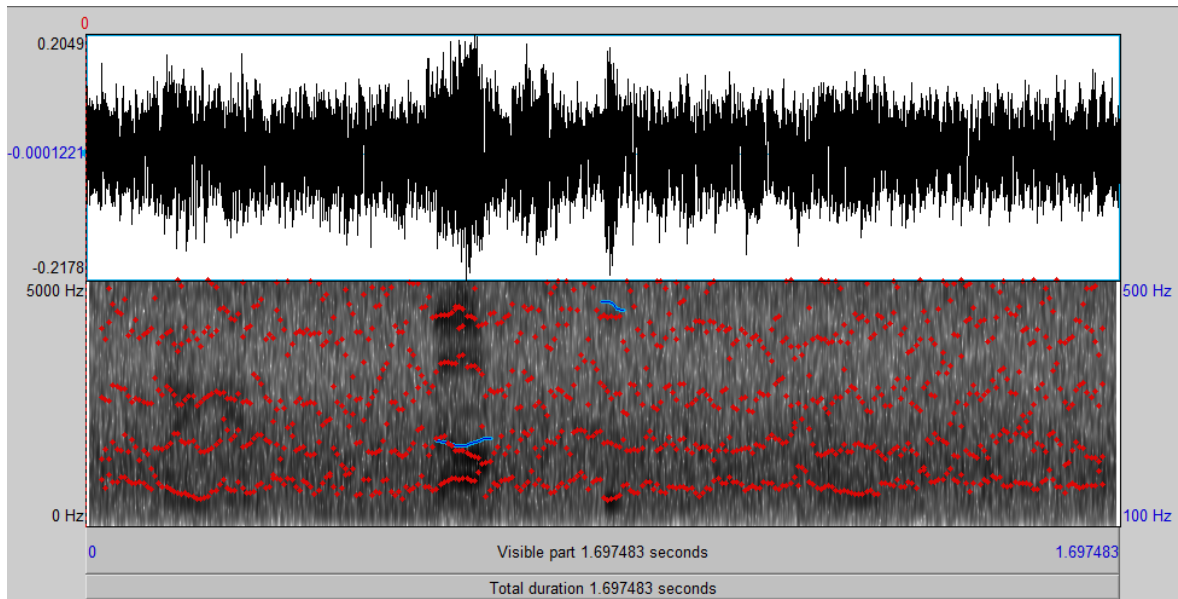 0
0.2049
-0.0001221
-0.2178
5000 Hz 500 Hz
0 Hz 100 Hz
0 Visible part 1.697483 seconds 1.697483
Total duration 1.697483 seconds